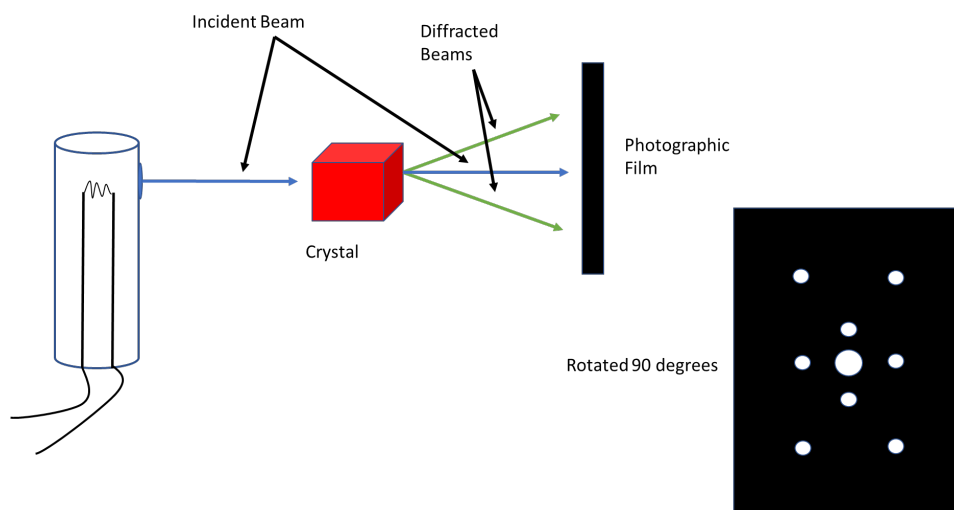 Incident Beam
Diffracted
Beams
Photographic
Film
Crystal
Rotated 90 degrees